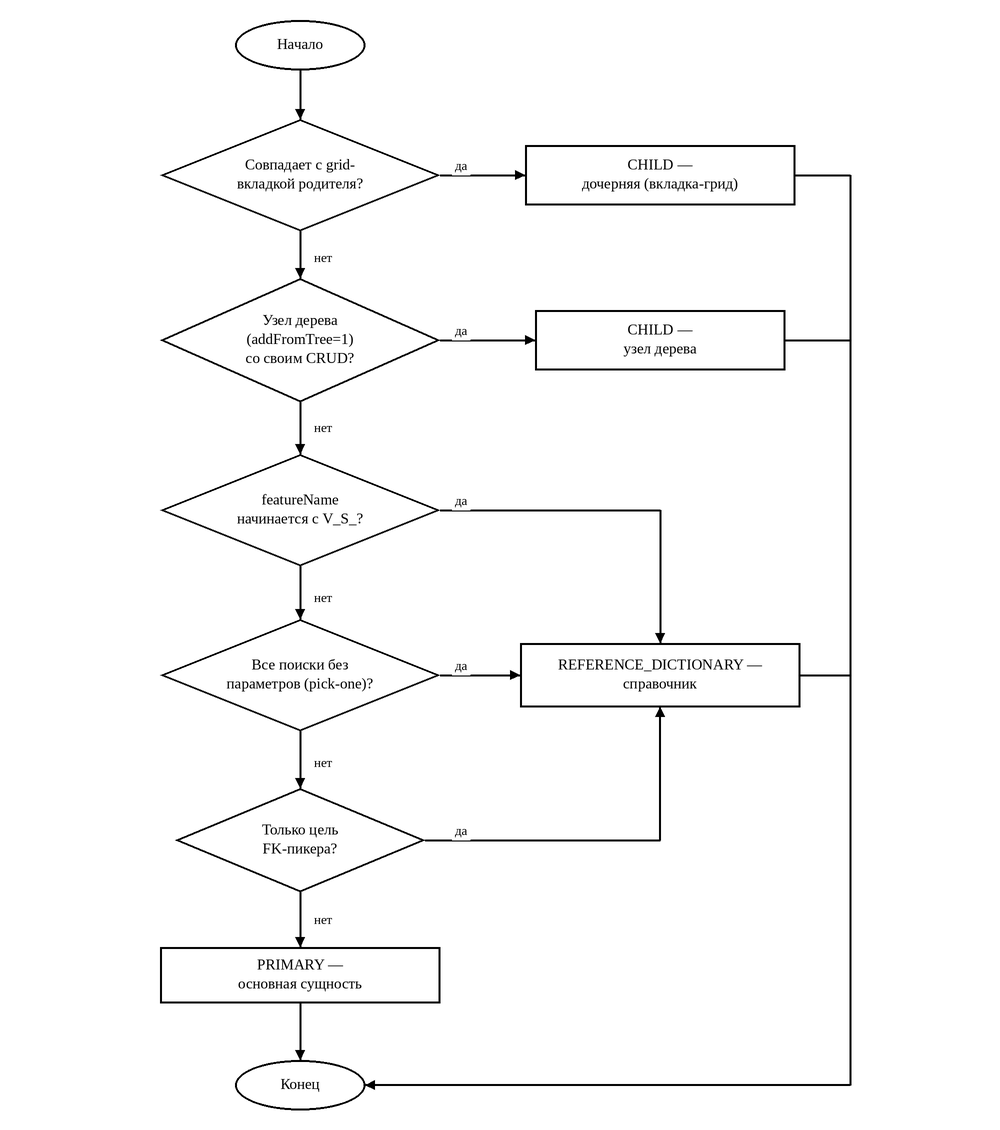 Начало
Совпадает с grid-
вкладкой родителя?
да
CHILD —
дочерняя (вкладка-грид)
нет
Узел дерева
(addFromTree=1)
со своим CRUD?
да
CHILD —
узел дерева
нет
featureName
начинается с V_S_?
да
нет
Все поиски без
параметров (pick-one)?
да
REFERENCE_DICTIONARY —
справочник
нет
Только цель
FK-пикера?
да
нет
PRIMARY —
основная сущность
Конец